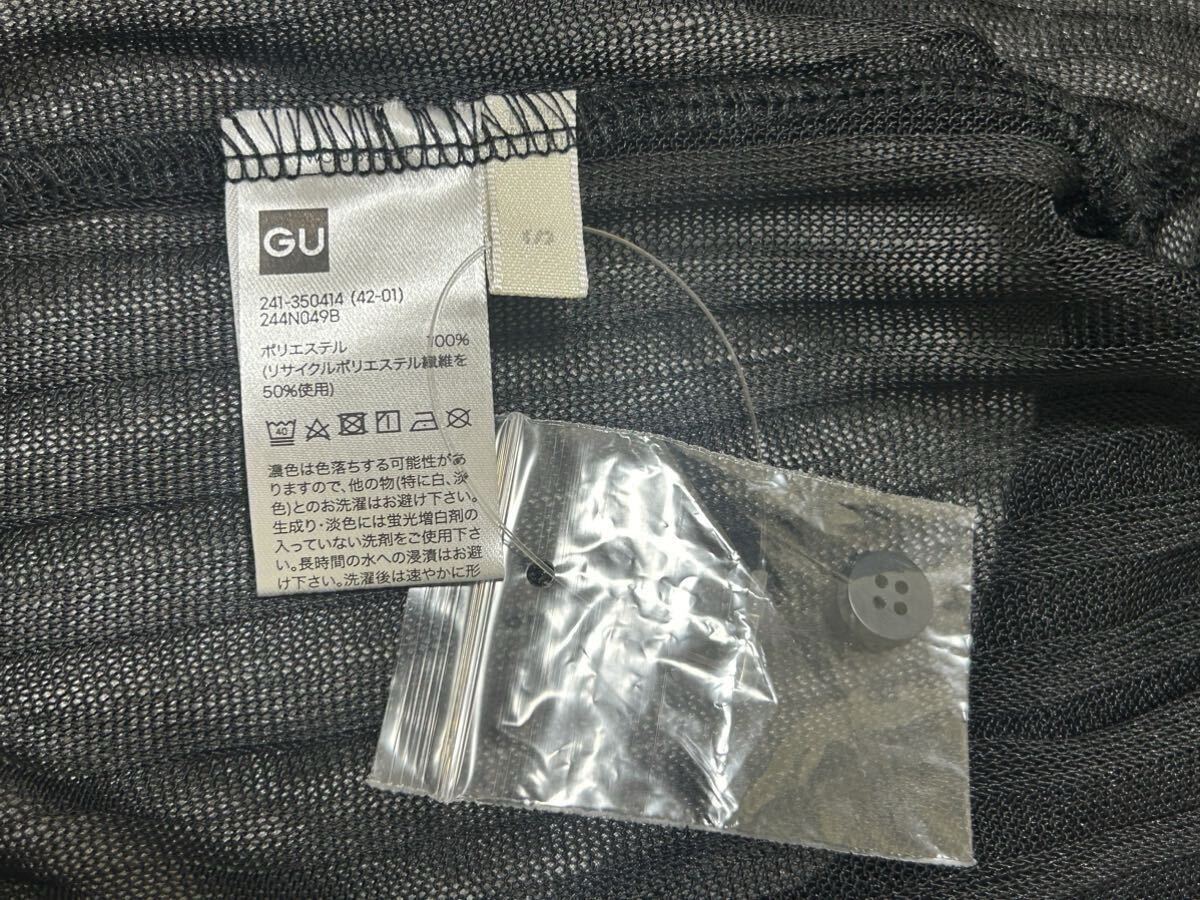 GU
241-350414 (42-01)
244N049B
ポリエステル 100%
(リサイクルポリエステル繊維を
50%使用)
40
濃色は色落ちする可能性があ
りますので、他の物(特に白、淡
色)とのお洗濯はお避け下さい。
生成り・淡色には蛍光増白剤の
入っていない洗剤をご使用下さ
い。長時間の水への浸漬はお避
け下さい。洗濯後は速やかに形